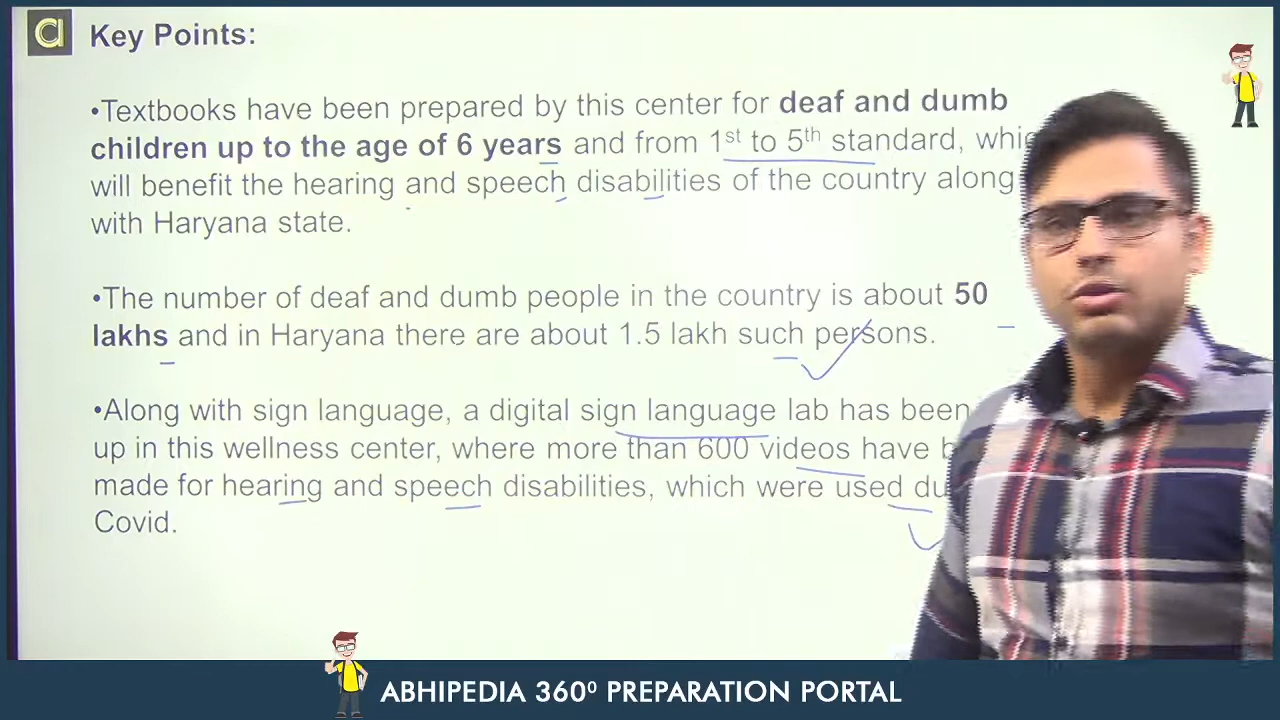 a Key Points:
•Textbooks have been prepared by this center for deaf and dumb
children up to the age of 6 years and from 1st to 5th standard,
will benefit the hearing and speech disabilities of the country along
with Haryana state.
•The number of deaf and dumb people in the country is about 50
lakhs and in Haryana there are about 1.5 lakh such persons.
•Along with sign language, a digital sign language lab has been
up in this wellness center, where more than 600 videos have
made for hearing and speech disabilities, which were used
Covid.
ABHIPEDIA 360⁰ PREPARATION PORTAL